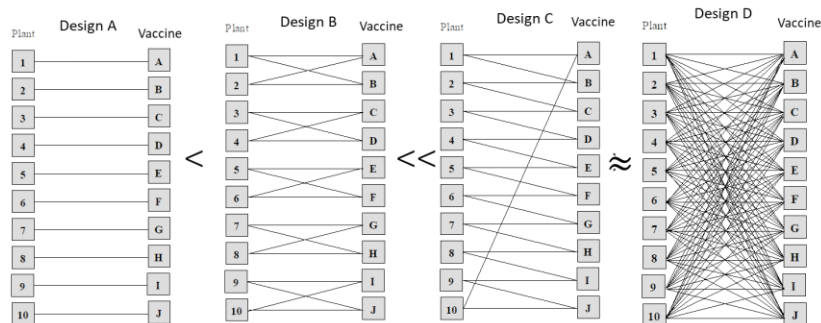 Design A
Plant
Vaccine
1
A
2
B
3
C
4
D
5
E
6
F
7
G
8
H
9
I
10
J
<
Design B
Plant
Vaccine
1
A
2
B
3
C
4
D
5
E
6
F
7
G
8
H
9
I
10
J
<<
Design C
Plant
Vaccine
1
A
2
B
3
C
4
D
5
E
6
F
7
G
8
H
9
I
10
J
≈
Design D
Plant
Vaccine
1
A
2
B
3
C
4
D
5
E
6
F
7
G
8
H
9
I
10
J